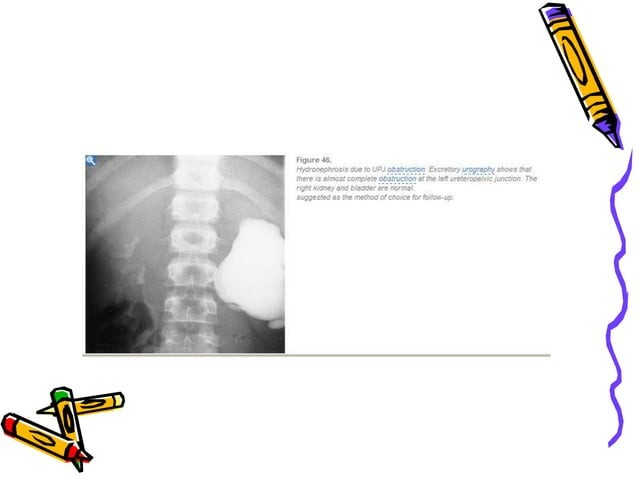 Figure 46.
Hydronephrosis due to UPJ obstruction. Excretory urography shows that
there is almost complete obstruction at the left ureteropelvic junction. The
right kidney and bladder are normal.
suggested as the method of choice for follow-up.